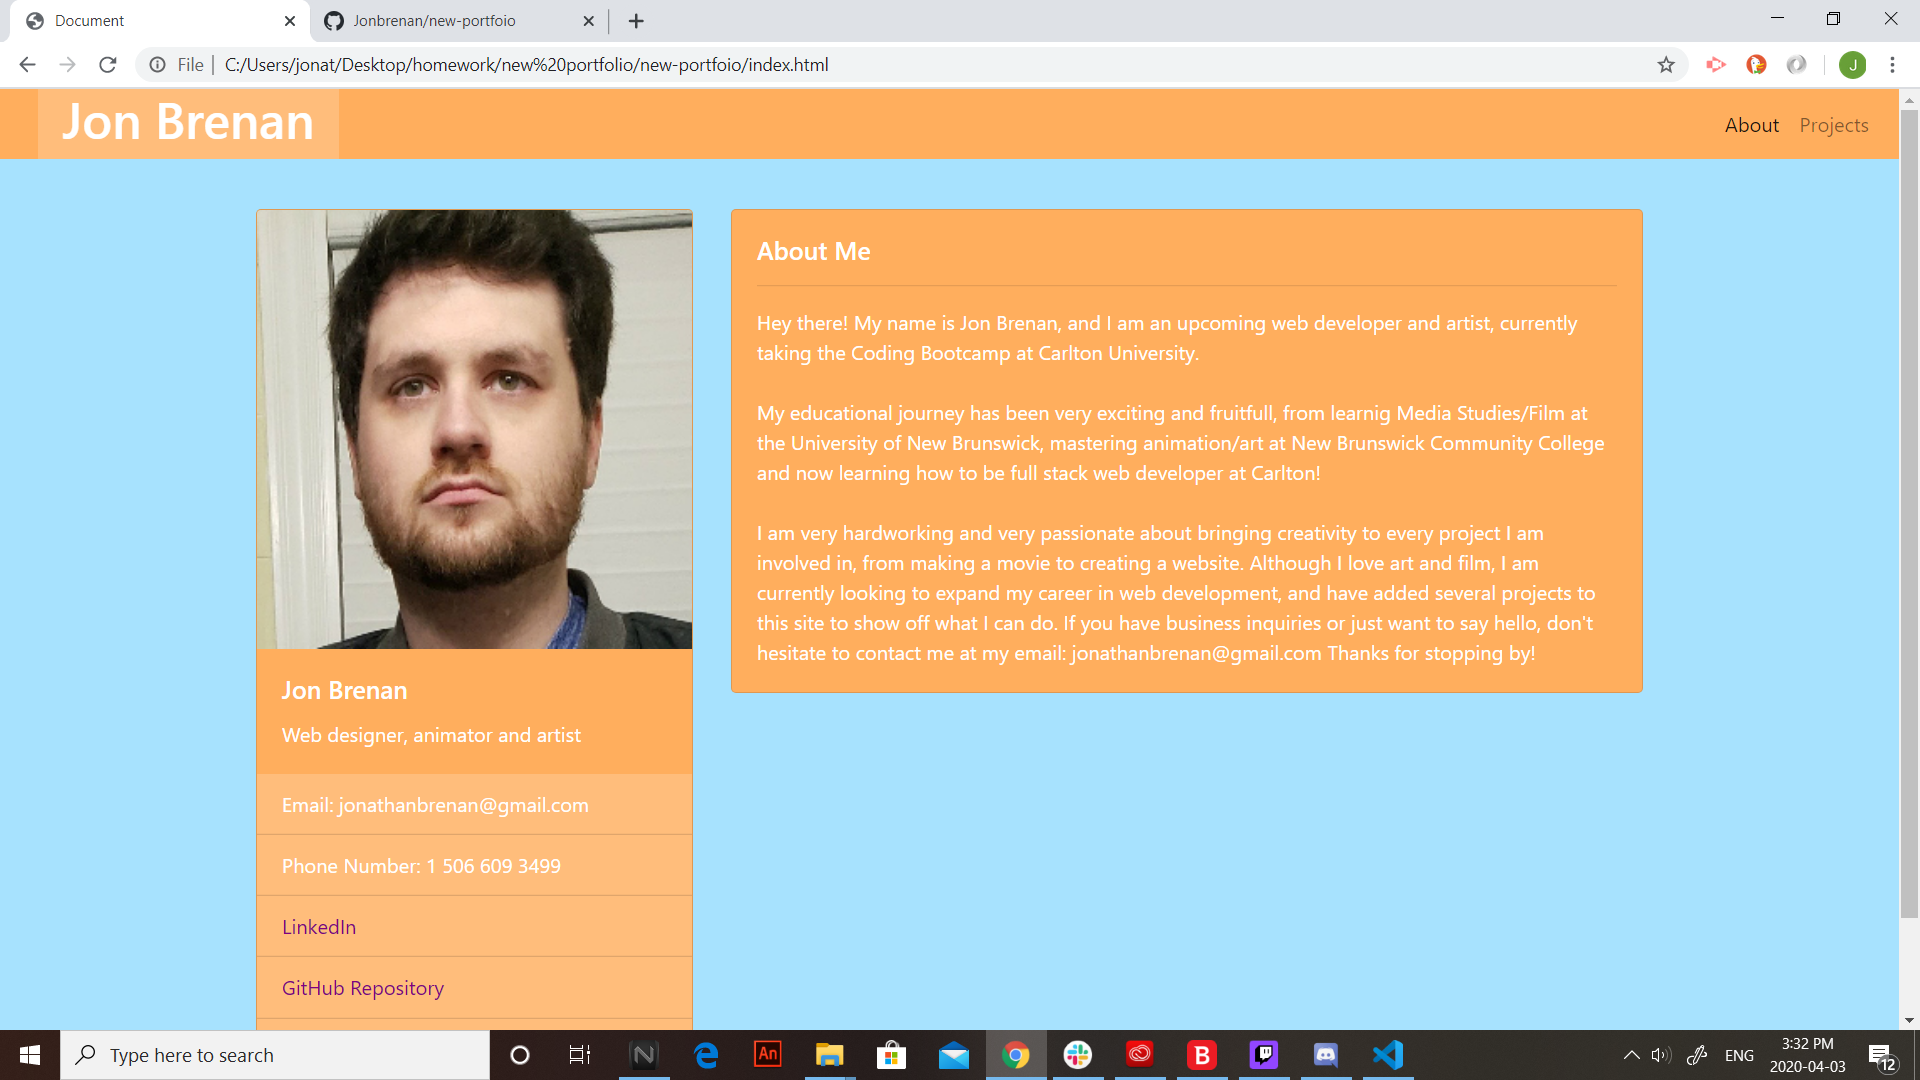 Document
Jonbrenan/new-portfoio
File
C:/Users/jonat/Desktop/homework/new%20portfolio/new-portfoio/index.html
J
Jon Brenan
About
Projects
Jon Brenan
Web designer, animator and artist
Email: jonathanbrenan@gmail.com
Phone Number: 1 506 609 3499
LinkedIn
GitHub Repository
About Me
Hey there! My name is Jon Brenan, and I am an upcoming web developer and artist, currently
taking the Coding Bootcamp at Carlton University.
My educational journey has been very exciting and fruitfull, from learnig Media Studies/Film at
the University of New Brunswick, mastering animation/art at New Brunswick Community College
and now learning how to be full stack web developer at Carlton!
I am very hardworking and very passionate about bringing creativity to every project I am
involved in, from making a movie to creating a website. Although I love art and film, I am
currently looking to expand my career in web development, and have added several projects to
this site to show off what I can do. If you have business inquiries or just want to say hello, don't
hesitate to contact me at my email: jonathanbrenan@gmail.com Thanks for stopping by!
Type here to search
N
An
B
ENG
3:32 PM
2020-04-03
12